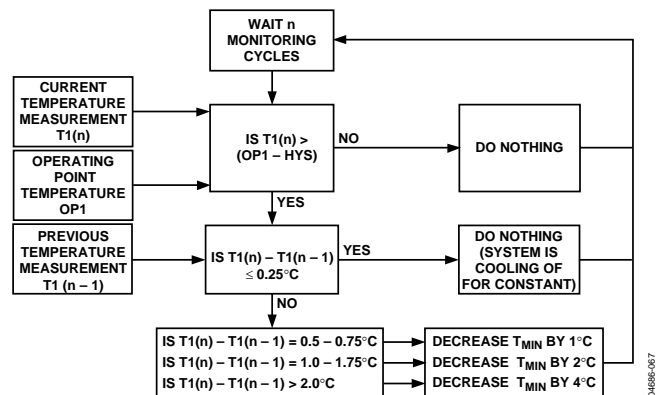 WAIT n
MONITORING
CYCLES
CURRENT
TEMPERATURE
MEASUREMENT
T1(n)
IS T1(n) >
(OP1 – HYS)
NO
DO NOTHING
OPERATING
POINT
TEMPERATURE
OP1
YES
PREVIOUS
TEMPERATURE
MEASUREMENT
T1 (n – 1)
IS T1(n) – T1(n – 1)
≤ 0.25°C
YES
DO NOTHING
(SYSTEM IS
COOLING OF
FOR CONSTANT)
NO
IS T1(n) – T1(n – 1) = 0.5 – 0.75°C
DECREASE TMIN BY 1°C
IS T1(n) – T1(n – 1) = 1.0 – 1.75°C
DECREASE TMIN BY 2°C
IS T1(n) – T1(n – 1) > 2.0°C
DECREASE TMIN BY 4°C
04686-067